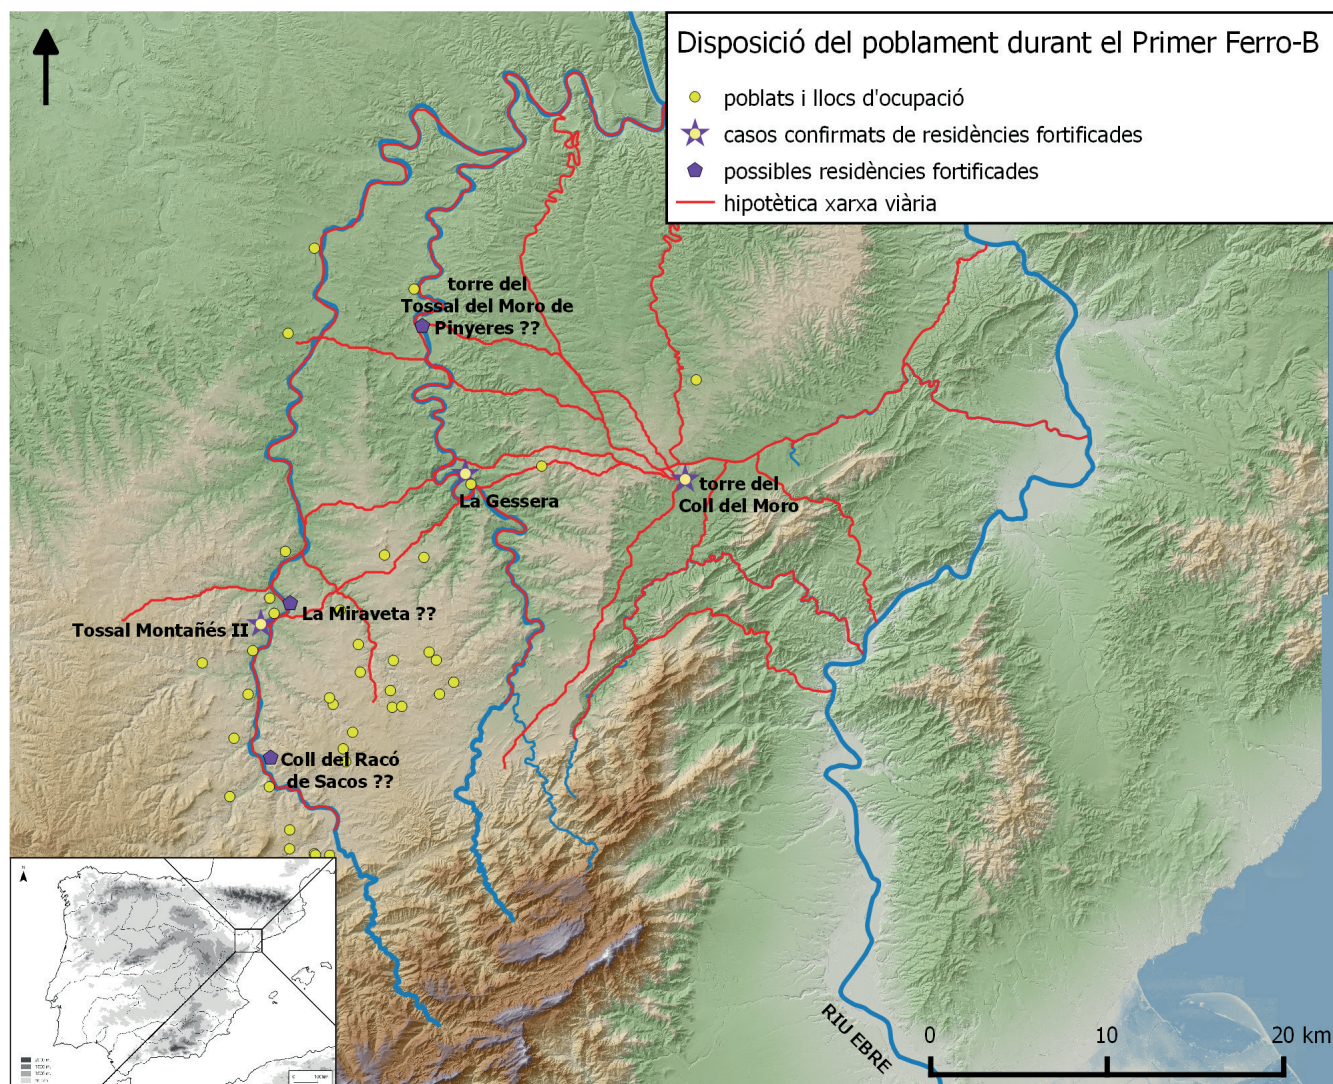 Disposició del poblament durant el Primer Ferro-B
poblats i llocs d'ocupació
casos confirmats de residències fortificades
possibles residències fortificades
hipotètica xarxa viària
torre del
Tossal del Moro de
Pinyeres ??
La Gessera
torre del
Coll del Moro
La Miraveta ??
Tossal Montañés II
Coll del Racó
de Sacos ??
RIU EBRE
0 10 20 km
N